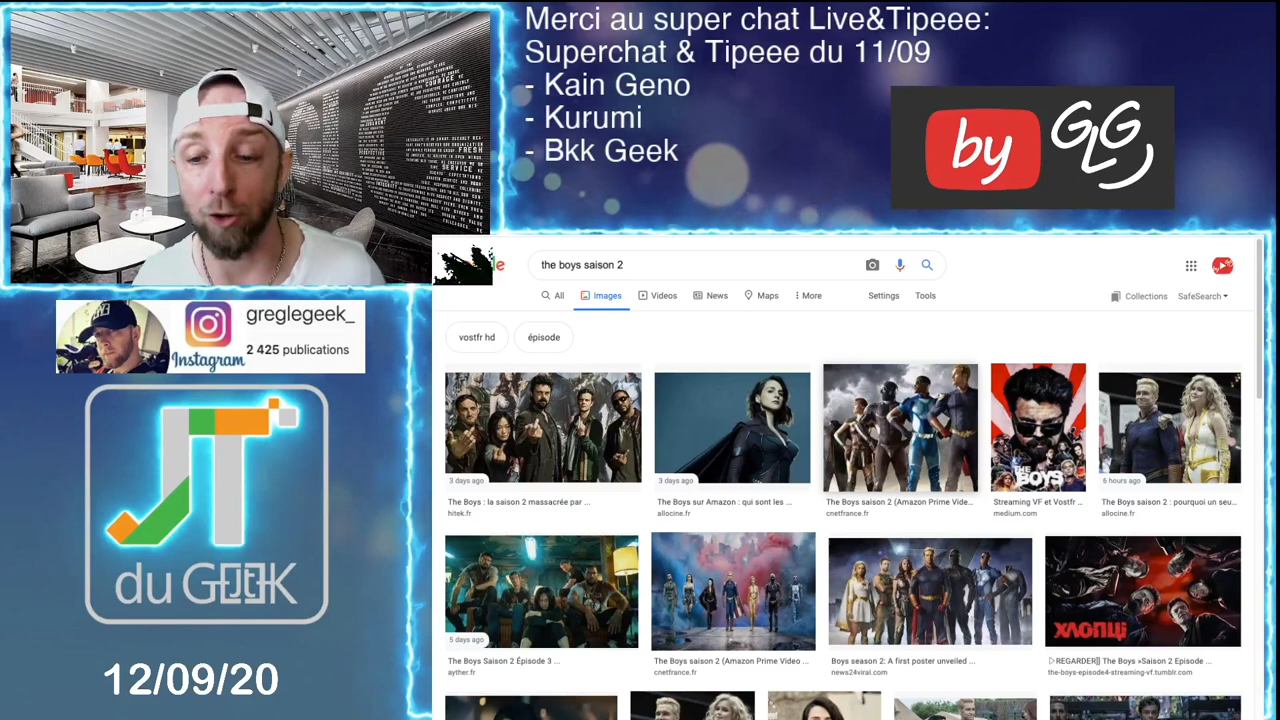 Merci au super chat Live&Tipeee:
Superchat & Tipeee du 11/09
- Kain Geno
- Kurumi
- Bkk Geek
by GLG
COURAGE
FRESH
SERVICE
greglegeek_
Instagram
2 425 publications
du GEEK
12/09/20
the boys saison 2
All
Images
Videos
News
Maps
More
Settings
Tools
Collections
SafeSearch
vostfr hd
épisode
3 days ago
3 days ago
THE BOYS
6 hours ago
The Boys : la saison 2 massacrée par ...
The Boys sur Amazon : qui sont les ...
The Boys saison 2 (Amazon Prime Vide...
Streaming VF et Vostfr ...
The Boys saison 2 : pourquoi un seu...
hitek.fr
allocine.fr
cnetfrance.fr
medium.com
allocine.fr
5 days ago
ХЛОПЦІ
The Boys Saison 2 Épisode 3 ...
The Boys saison 2 (Amazon Prime Video ...
Boys season 2: A first poster unveiled ...
▷REGARDER]] The Boys »Saison 2 Episode ...
ayther.fr
cnetfrance.fr
news24viral.com
the-boys-episode4-streaming-vf.tumblr.com